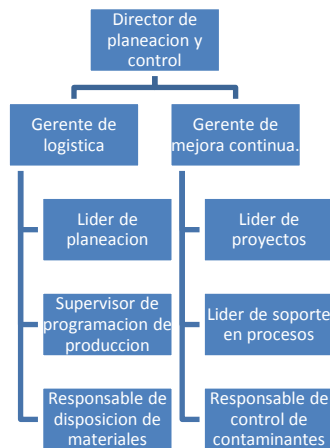 Director de
planeacion y
control
Gerente de
logistica
Gerente de
mejora continua.
Lider de
planeacion
Lider de
proyectos
Supervisor de
programacion de
produccion
Lider de soporte
en procesos
Responsable de
disposicion de
materiales
Responsable de
control de
contaminantes